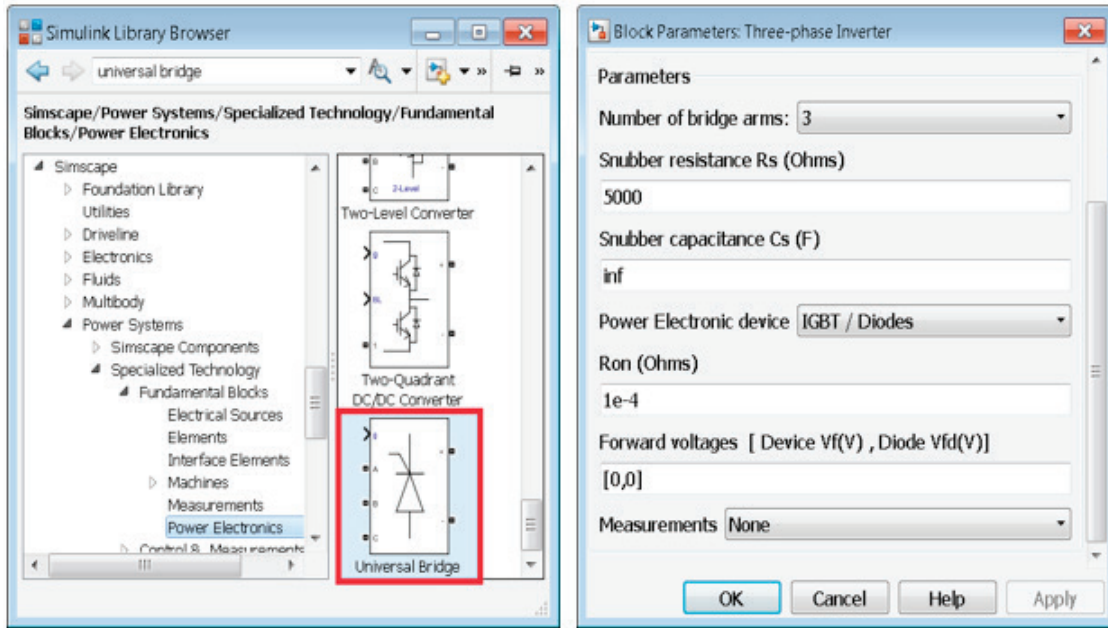 Simulink Library Browser
universal bridge
Simscape/Power Systems/Specialized Technology/Fundamental
Blocks/Power Electronics
Simscape
Foundation Library
Utilities
Driveline
Electronics
Fluids
Multibody
Power Systems
Simscape Components
Specialized Technology
Fundamental Blocks
Electrical Sources
Elements
Interface Elements
Machines
Measurements
Power Electronics
Control & Measurements
B
C
2-Level
Two-Level Converter
BL
Two-Quadrant
DC/DC Converter
g
A
B
C
Universal Bridge
Block Parameters: Three-phase Inverter
Parameters
Number of bridge arms: 3
Snubber resistance Rs (Ohms)
5000
Snubber capacitance Cs (F)
inf
Power Electronic device IGBT / Diodes
Ron (Ohms)
1e-4
Forward voltages [ Device Vf(V) , Diode Vfd(V)]
[0,0]
Measurements None
OK Cancel Help Apply